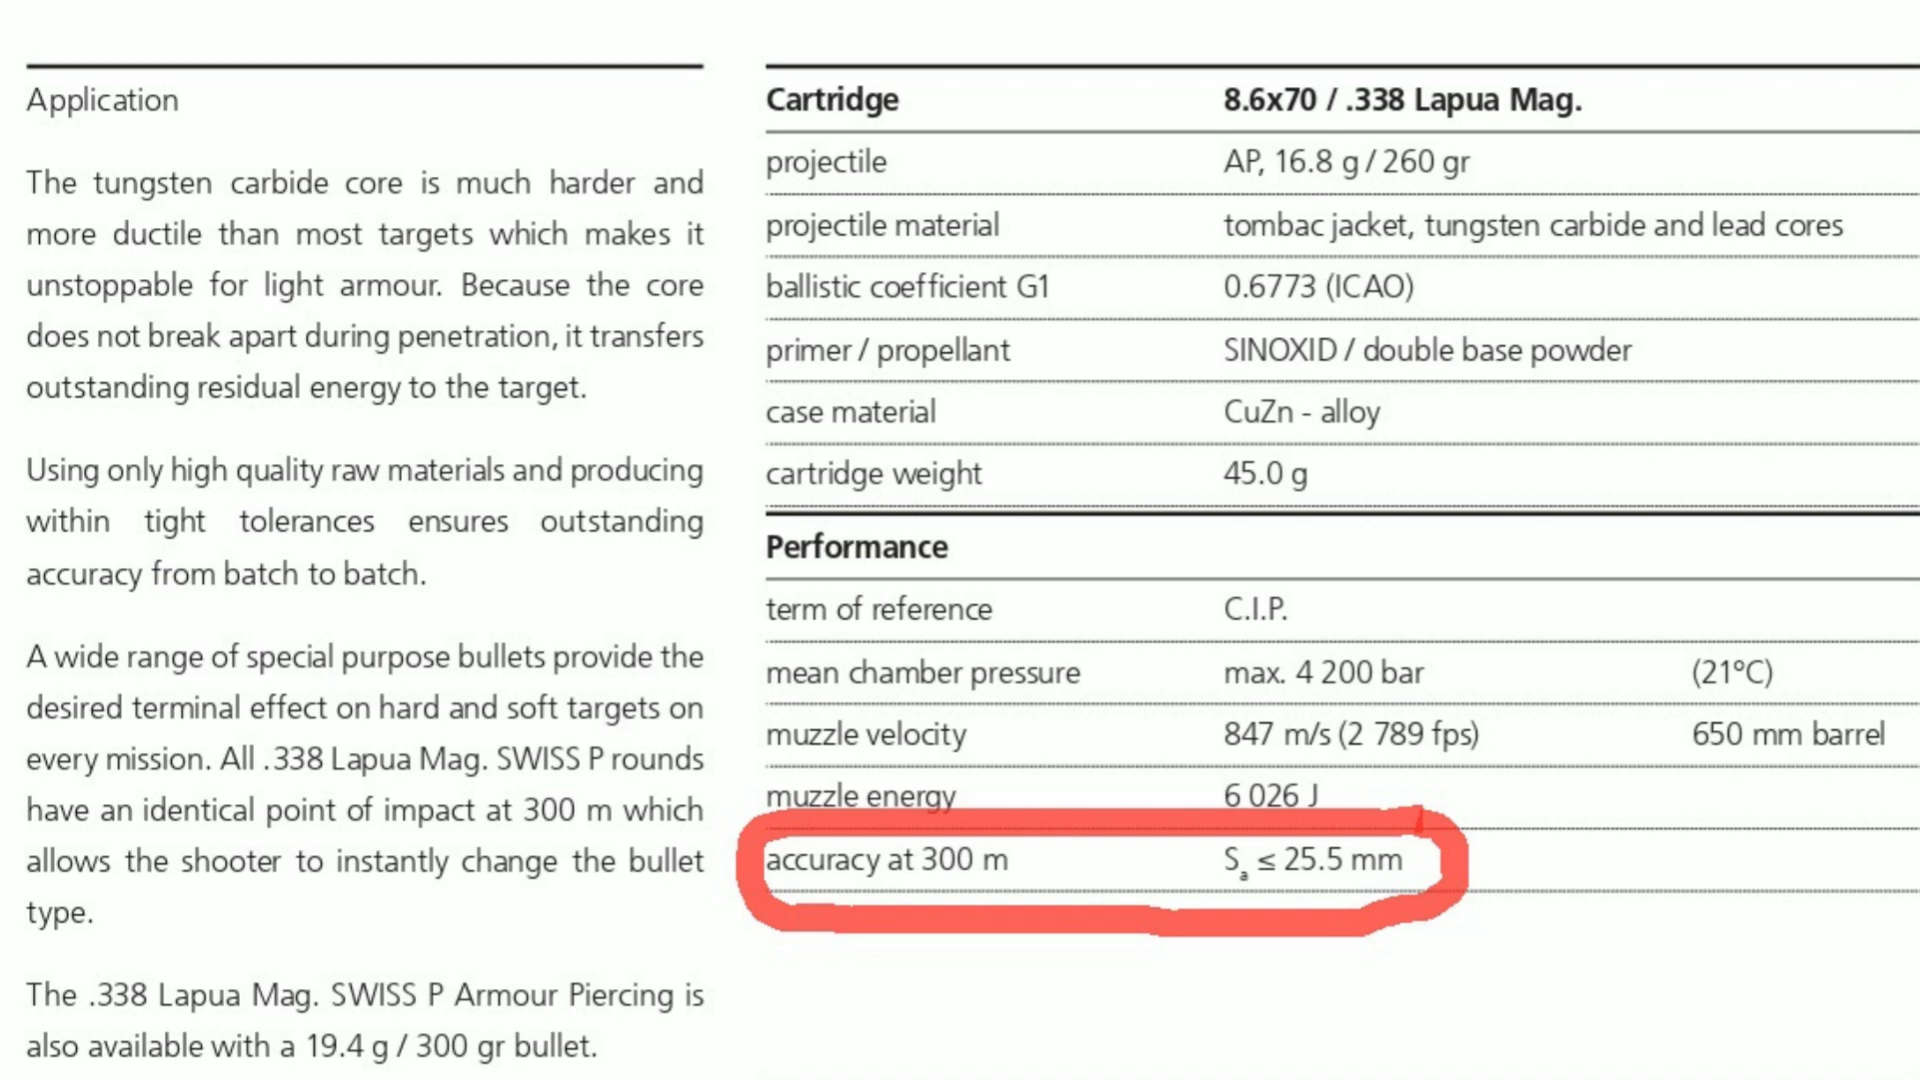 Application
The tungsten carbide core is much harder and
more ductile than most targets which makes it
unstoppable for light armour. Because the core
does not break apart during penetration, it transfers
outstanding residual energy to the target.
Using only high quality raw materials and producing
within tight tolerances ensures outstanding
accuracy from batch to batch.
A wide range of special purpose bullets provide the
desired terminal effect on hard and soft targets on
every mission. All .338 Lapua Mag. SWISS P rounds
have an identical point of impact at 300 m which
allows the shooter to instantly change the bullet
type.
The .338 Lapua Mag. SWISS P Armour Piercing is
also available with a 19.4 g / 300 gr bullet.
Cartridge 8.6x70 / .338 Lapua Mag.
projectile AP, 16.8 g / 260 gr
projectile material tombac jacket, tungsten carbide and lead cores
ballistic coefficient G1 0.6773 (ICAO)
primer / propellant SINOXID / double base powder
case material CuZn - alloy
cartridge weight 45.0 g
Performance
term of reference C.I.P.
mean chamber pressure max. 4 200 bar (21°C)
muzzle velocity 847 m/s (2 789 fps) 650 mm barrel
muzzle energy 6 026 J
accuracy at 300 m Sa ≤ 25.5 mm